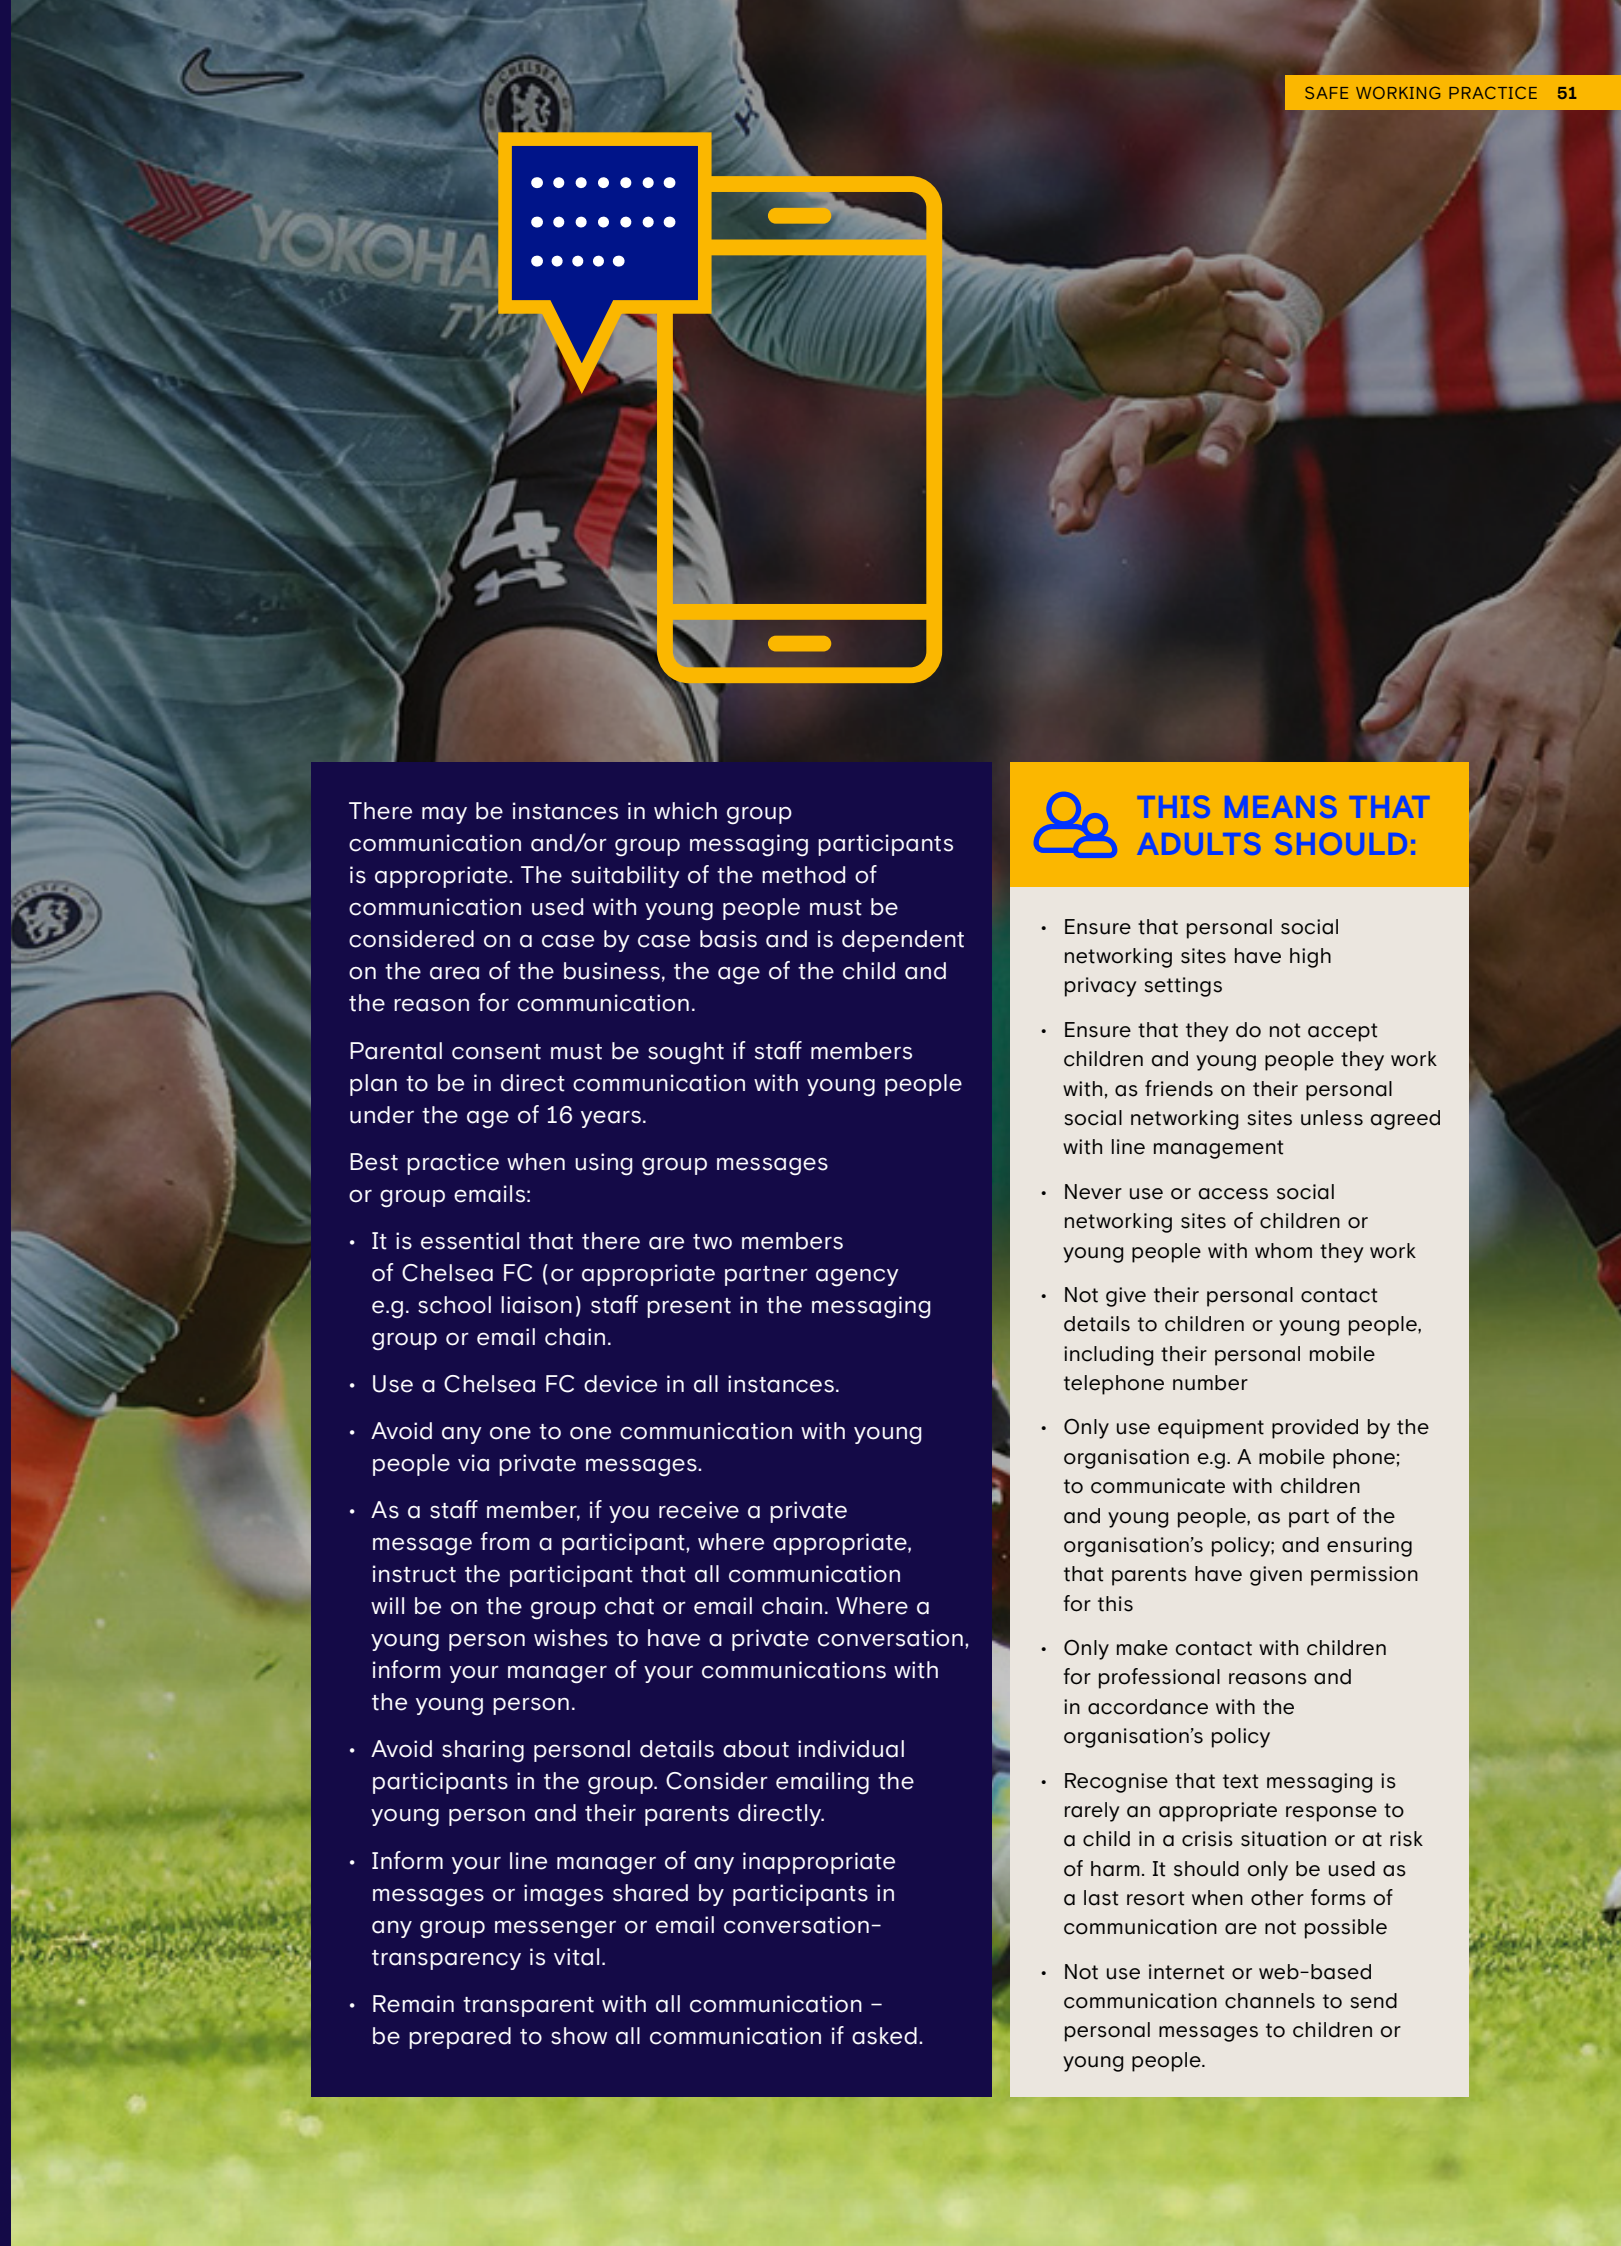 SAFE WORKING PRACTICE 51
CHELSEA
YOKOHA
TYRE
4
There may be instances in which group
communication and/or group messaging participants
is appropriate. The suitability of the method of
communication used with young people must be
considered on a case by case basis and is dependent
on the area of the business, the age of the child and
the reason for communication.
Parental consent must be sought if staff members
plan to be in direct communication with young people
under the age of 16 years.
Best practice when using group messages
or group emails:
• It is essential that there are two members
of Chelsea FC (or appropriate partner agency
e.g. school liaison) staff present in the messaging
group or email chain.
• Use a Chelsea FC device in all instances.
• Avoid any one to one communication with young
people via private messages.
• As a staff member, if you receive a private
message from a participant, where appropriate,
instruct the participant that all communication
will be on the group chat or email chain. Where a
young person wishes to have a private conversation,
inform your manager of your communications with
the young person.
• Avoid sharing personal details about individual
participants in the group. Consider emailing the
young person and their parents directly.
• Inform your line manager of any inappropriate
messages or images shared by participants in
any group messenger or email conversation–
transparency is vital.
• Remain transparent with all communication –
be prepared to show all communication if asked.
THIS MEANS THAT
ADULTS SHOULD:
• Ensure that personal social
networking sites have high
privacy settings
• Ensure that they do not accept
children and young people they work
with, as friends on their personal
social networking sites unless agreed
with line management
• Never use or access social
networking sites of children or
young people with whom they work
• Not give their personal contact
details to children or young people,
including their personal mobile
telephone number
• Only use equipment provided by the
organisation e.g. A mobile phone;
to communicate with children
and young people, as part of the
organisation’s policy; and ensuring
that parents have given permission
for this
• Only make contact with children
for professional reasons and
in accordance with the
organisation’s policy
• Recognise that text messaging is
rarely an appropriate response to
a child in a crisis situation or at risk
of harm. It should only be used as
a last resort when other forms of
communication are not possible
• Not use internet or web-based
communication channels to send
personal messages to children or
young people.